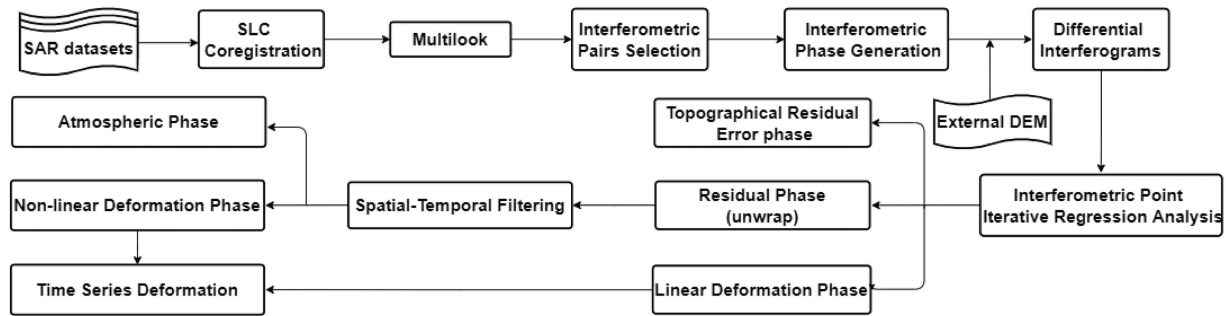 SAR datasets
SLC
Coregistration
Multilook
Interferometric
Pairs Selection
Interferometric
Phase Generation
Differential
Interferograms
External DEM
Atmospheric Phase
Topographical Residual
Error phase
Non-linear Deformation Phase
Spatial-Temporal Filtering
Residual Phase
(unwrap)
Interferometric Point
Iterative Regression Analysis
Time Series Deformation
Linear Deformation Phase